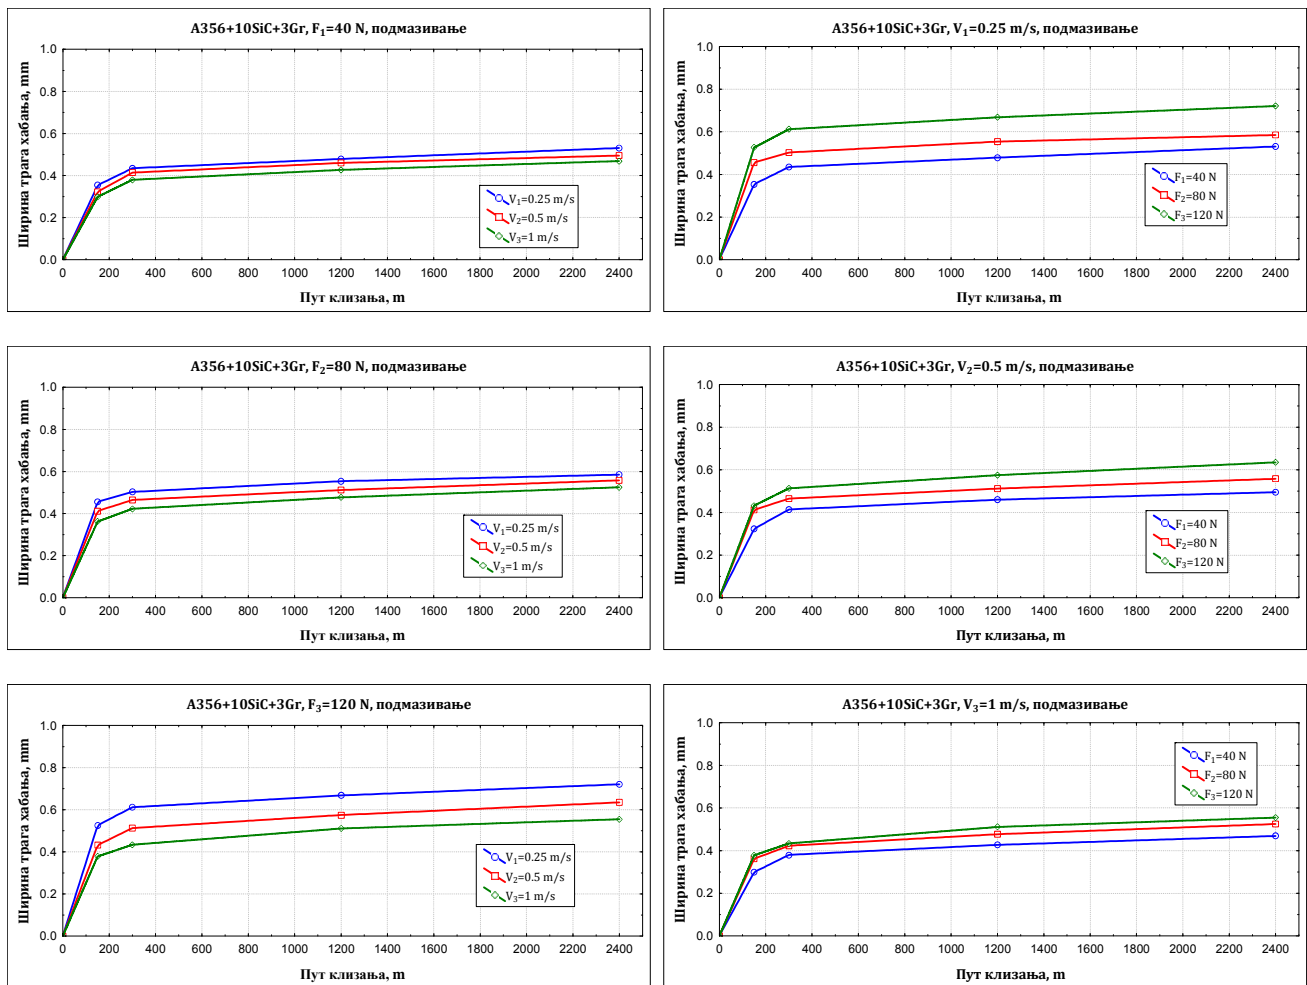 A356+10SiC+3Gr, F₁=40 N, подмазивање
Ширина трага хабања, mm
1.0
0.8
0.6
0.4
0.2
0.0
V₁=0.25 m/s
V₂=0.5 m/s
V₃=1 m/s
0 200 400 600 800 1000 1200 1400 1600 1800 2000 2200 2400
Пут клизања, m
A356+10SiC+3Gr, V₁=0.25 m/s, подмазивање
Ширина трага хабања, mm
1.0
0.8
0.6
0.4
0.2
0.0
F₁=40 N
F₂=80 N
F₃=120 N
0 200 400 600 800 1000 1200 1400 1600 1800 2000 2200 2400
Пут клизања, m
A356+10SiC+3Gr, F₂=80 N, подмазивање
Ширина трага хабања, mm
1.0
0.8
0.6
0.4
0.2
0.0
V₁=0.25 m/s
V₂=0.5 m/s
V₃=1 m/s
0 200 400 600 800 1000 1200 1400 1600 1800 2000 2200 2400
Пут клизања, m
A356+10SiC+3Gr, V₂=0.5 m/s, подмазивање
Ширина трага хабања, mm
1.0
0.8
0.6
0.4
0.2
0.0
F₁=40 N
F₂=80 N
F₃=120 N
0 200 400 600 800 1000 1200 1400 1600 1800 2000 2200 2400
Пут клизања, m
A356+10SiC+3Gr, F₃=120 N, подмазивање
Ширина трага хабања, mm
1.0
0.8
0.6
0.4
0.2
0.0
V₁=0.25 m/s
V₂=0.5 m/s
V₃=1 m/s
0 200 400 600 800 1000 1200 1400 1600 1800 2000 2200 2400
Пут клизања, m
A356+10SiC+3Gr, V₃=1 m/s, подмазивање
Ширина трага хабања, mm
1.0
0.8
0.6
0.4
0.2
0.0
F₁=40 N
F₂=80 N
F₃=120 N
0 200 400 600 800 1000 1200 1400 1600 1800 2000 2200 2400
Пут клизања, m